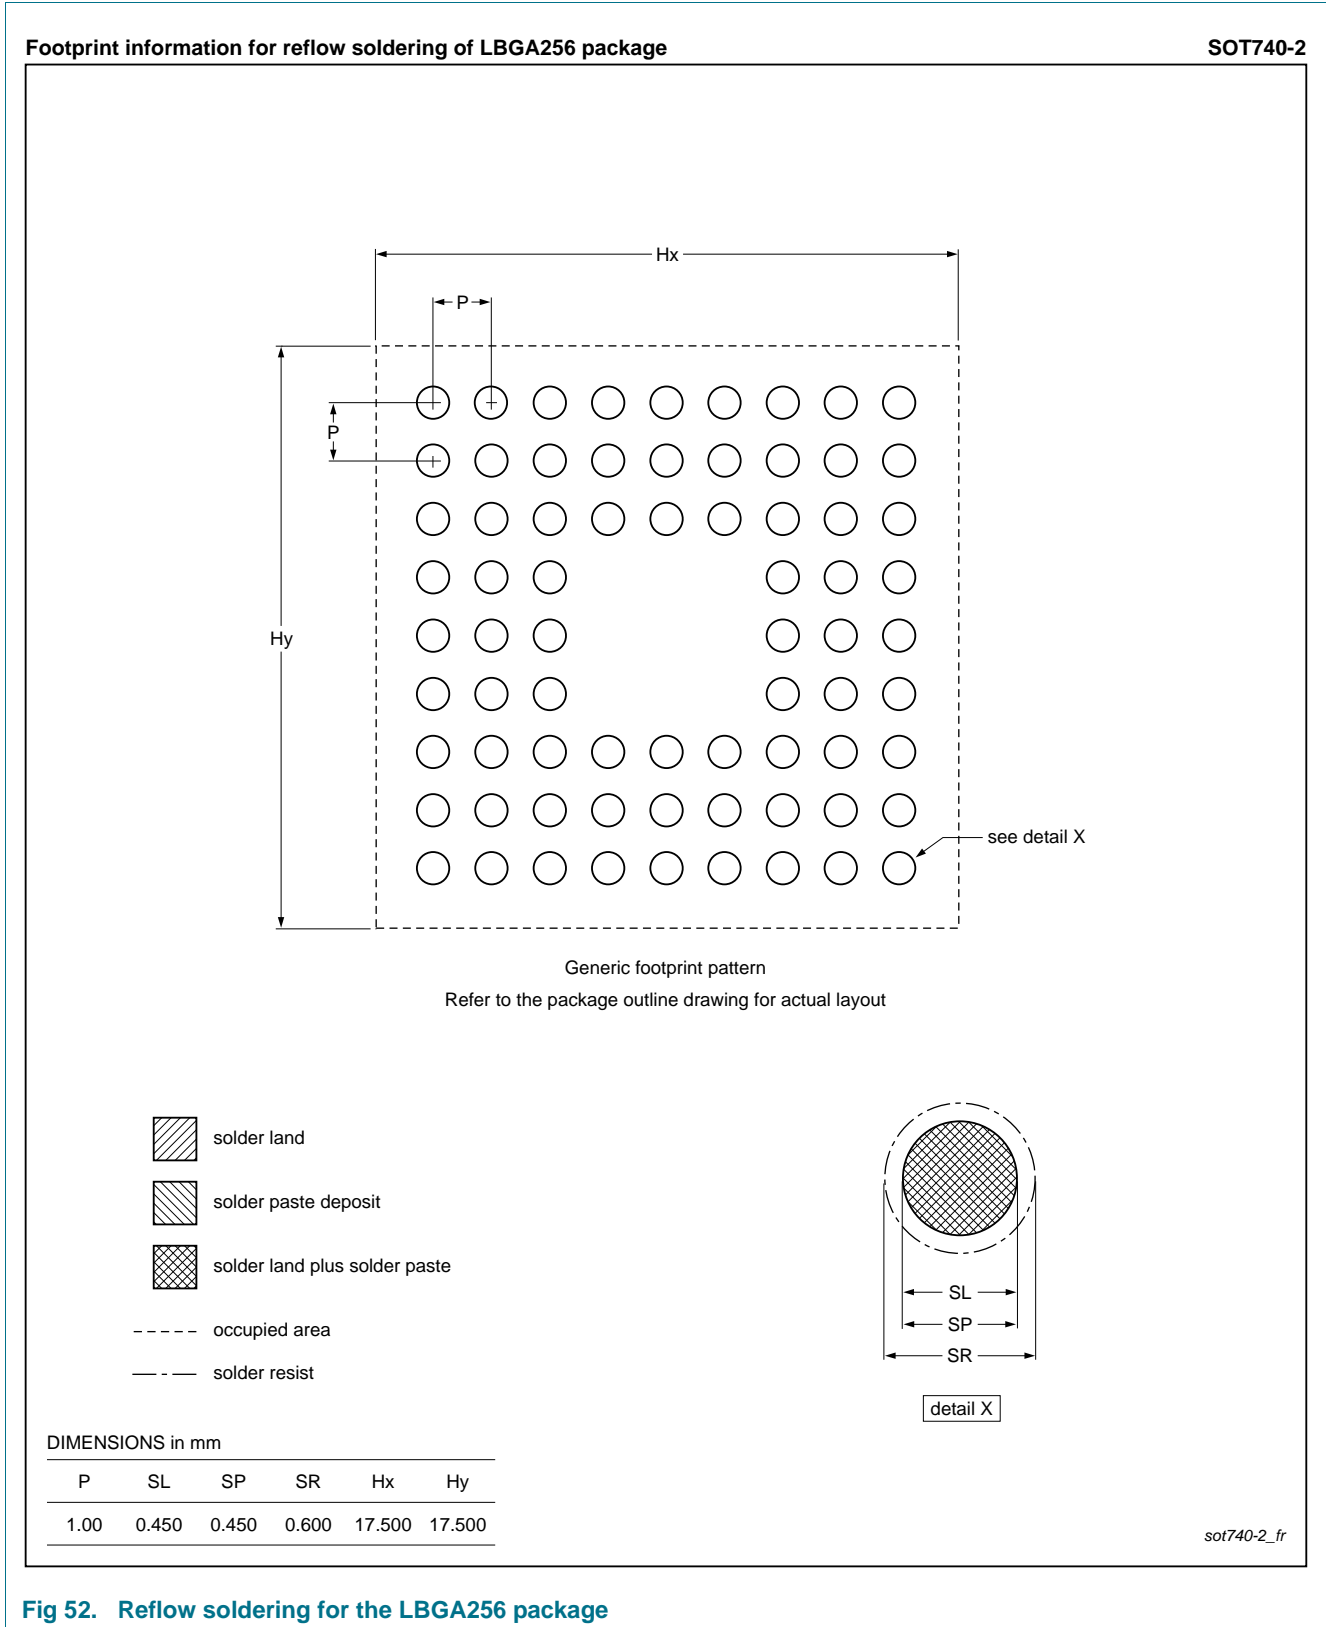 Footprint information for reflow soldering of LBGA256 package SOT740-2
Hx
P
P
Hy
see detail X
Generic footprint pattern
Refer to the package outline drawing for actual layout
solder land
solder paste deposit
solder land plus solder paste
occupied area
solder resist
SL
SP
SR
detail X
DIMENSIONS in mm
P SL SP SR Hx Hy
1.00 0.450 0.450 0.600 17.500 17.500
sot740-2_fr
Fig 52. Reflow soldering for the LBGA256 package